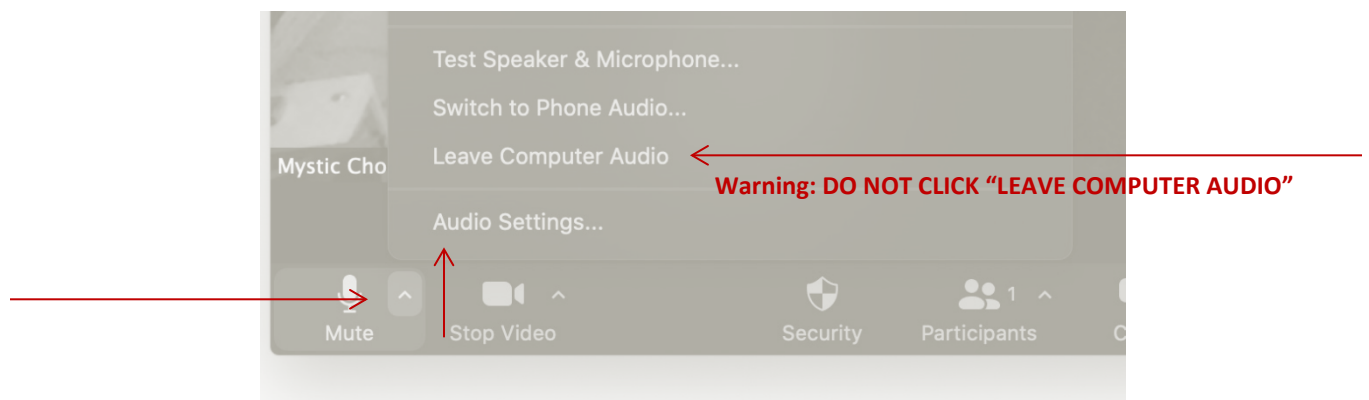 Test Speaker & Microphone...
Switch to Phone Audio...
Leave Computer Audio
Mystic Cho
Warning: DO NOT CLICK “LEAVE COMPUTER AUDIO”
Audio Settings...
1
Mute
Stop Video
Security
Participants
C